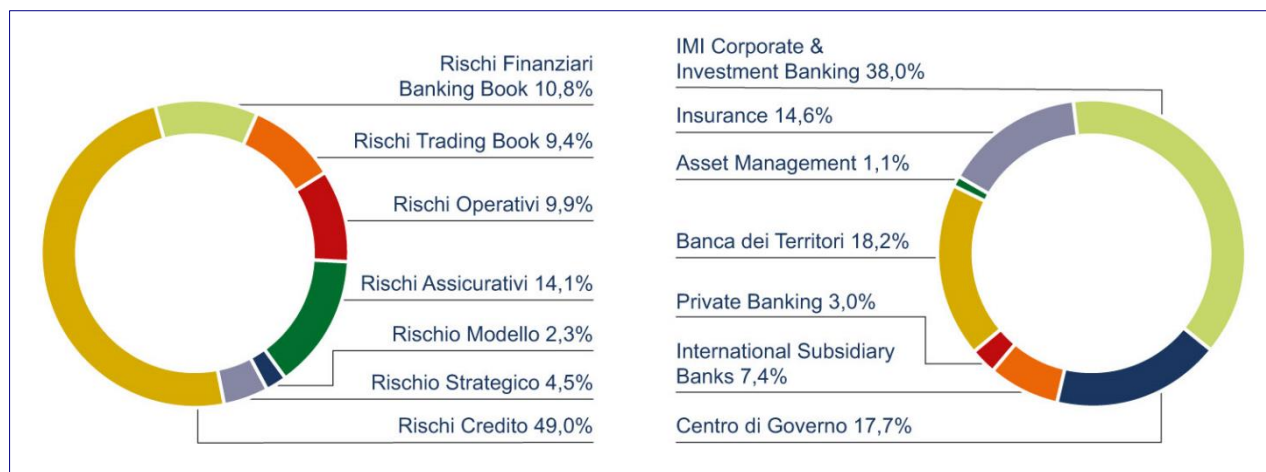 Rischi Finanziari
Banking Book 10,8%
Rischi Trading Book 9,4%
Rischi Operativi 9,9%
Rischi Assicurativi 14,1%
Rischio Modello 2,3%
Rischio Strategico 4,5%
Rischi Credito 49,0%
IMI Corporate &
Investment Banking 38,0%
Insurance 14,6%
Asset Management 1,1%
Banca dei Territori 18,2%
Private Banking 3,0%
International Subsidiary
Banks 7,4%
Centro di Governo 17,7%